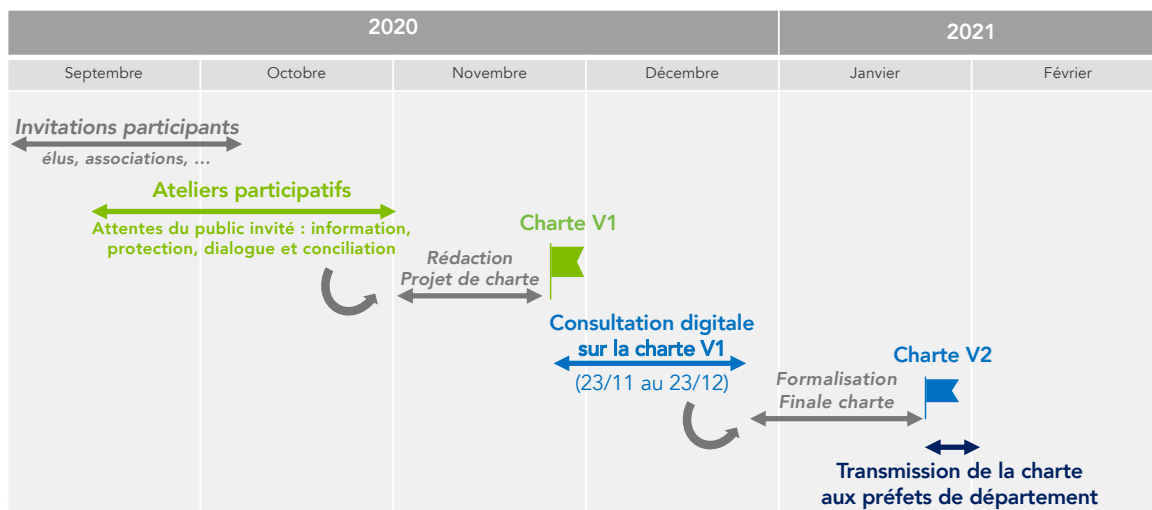 2020
2021
Septembre
Octobre
Novembre
Décembre
Janvier
Février
Invitations participants
élus, associations, ...
Ateliers participatifs
Attentes du public invité : information,
protection, dialogue et conciliation
Charte V1
Rédaction
Projet de charte
Consultation digitale
sur la charte V1
(23/11 au 23/12)
Charte V2
Formalisation
Finale charte
Transmission de la charte
aux préfets de département